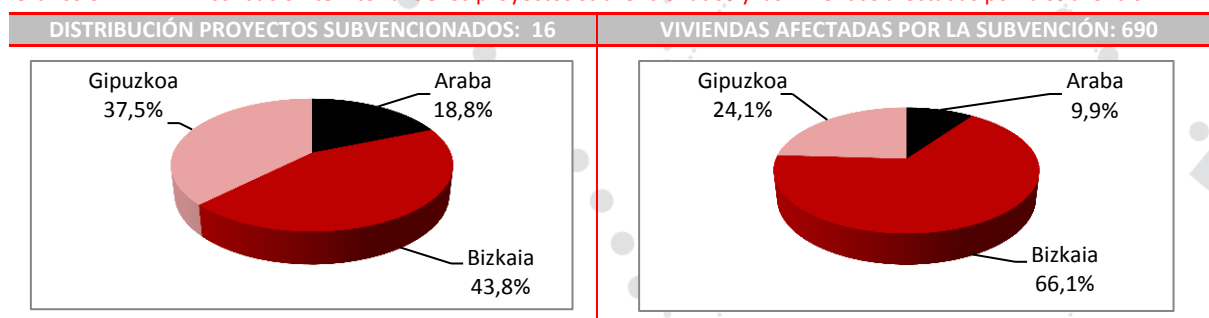 DISTRIBUCIÓN PROYECTOS SUBVENCIONADOS: 16
VIVIENDAS AFECTADAS POR LA SUBVENCIÓN: 690
Gipuzkoa
37,5%
Araba
18,8%
Bizkaia
43,8%
Gipuzkoa
24,1%
Araba
9,9%
Bizkaia
66,1%